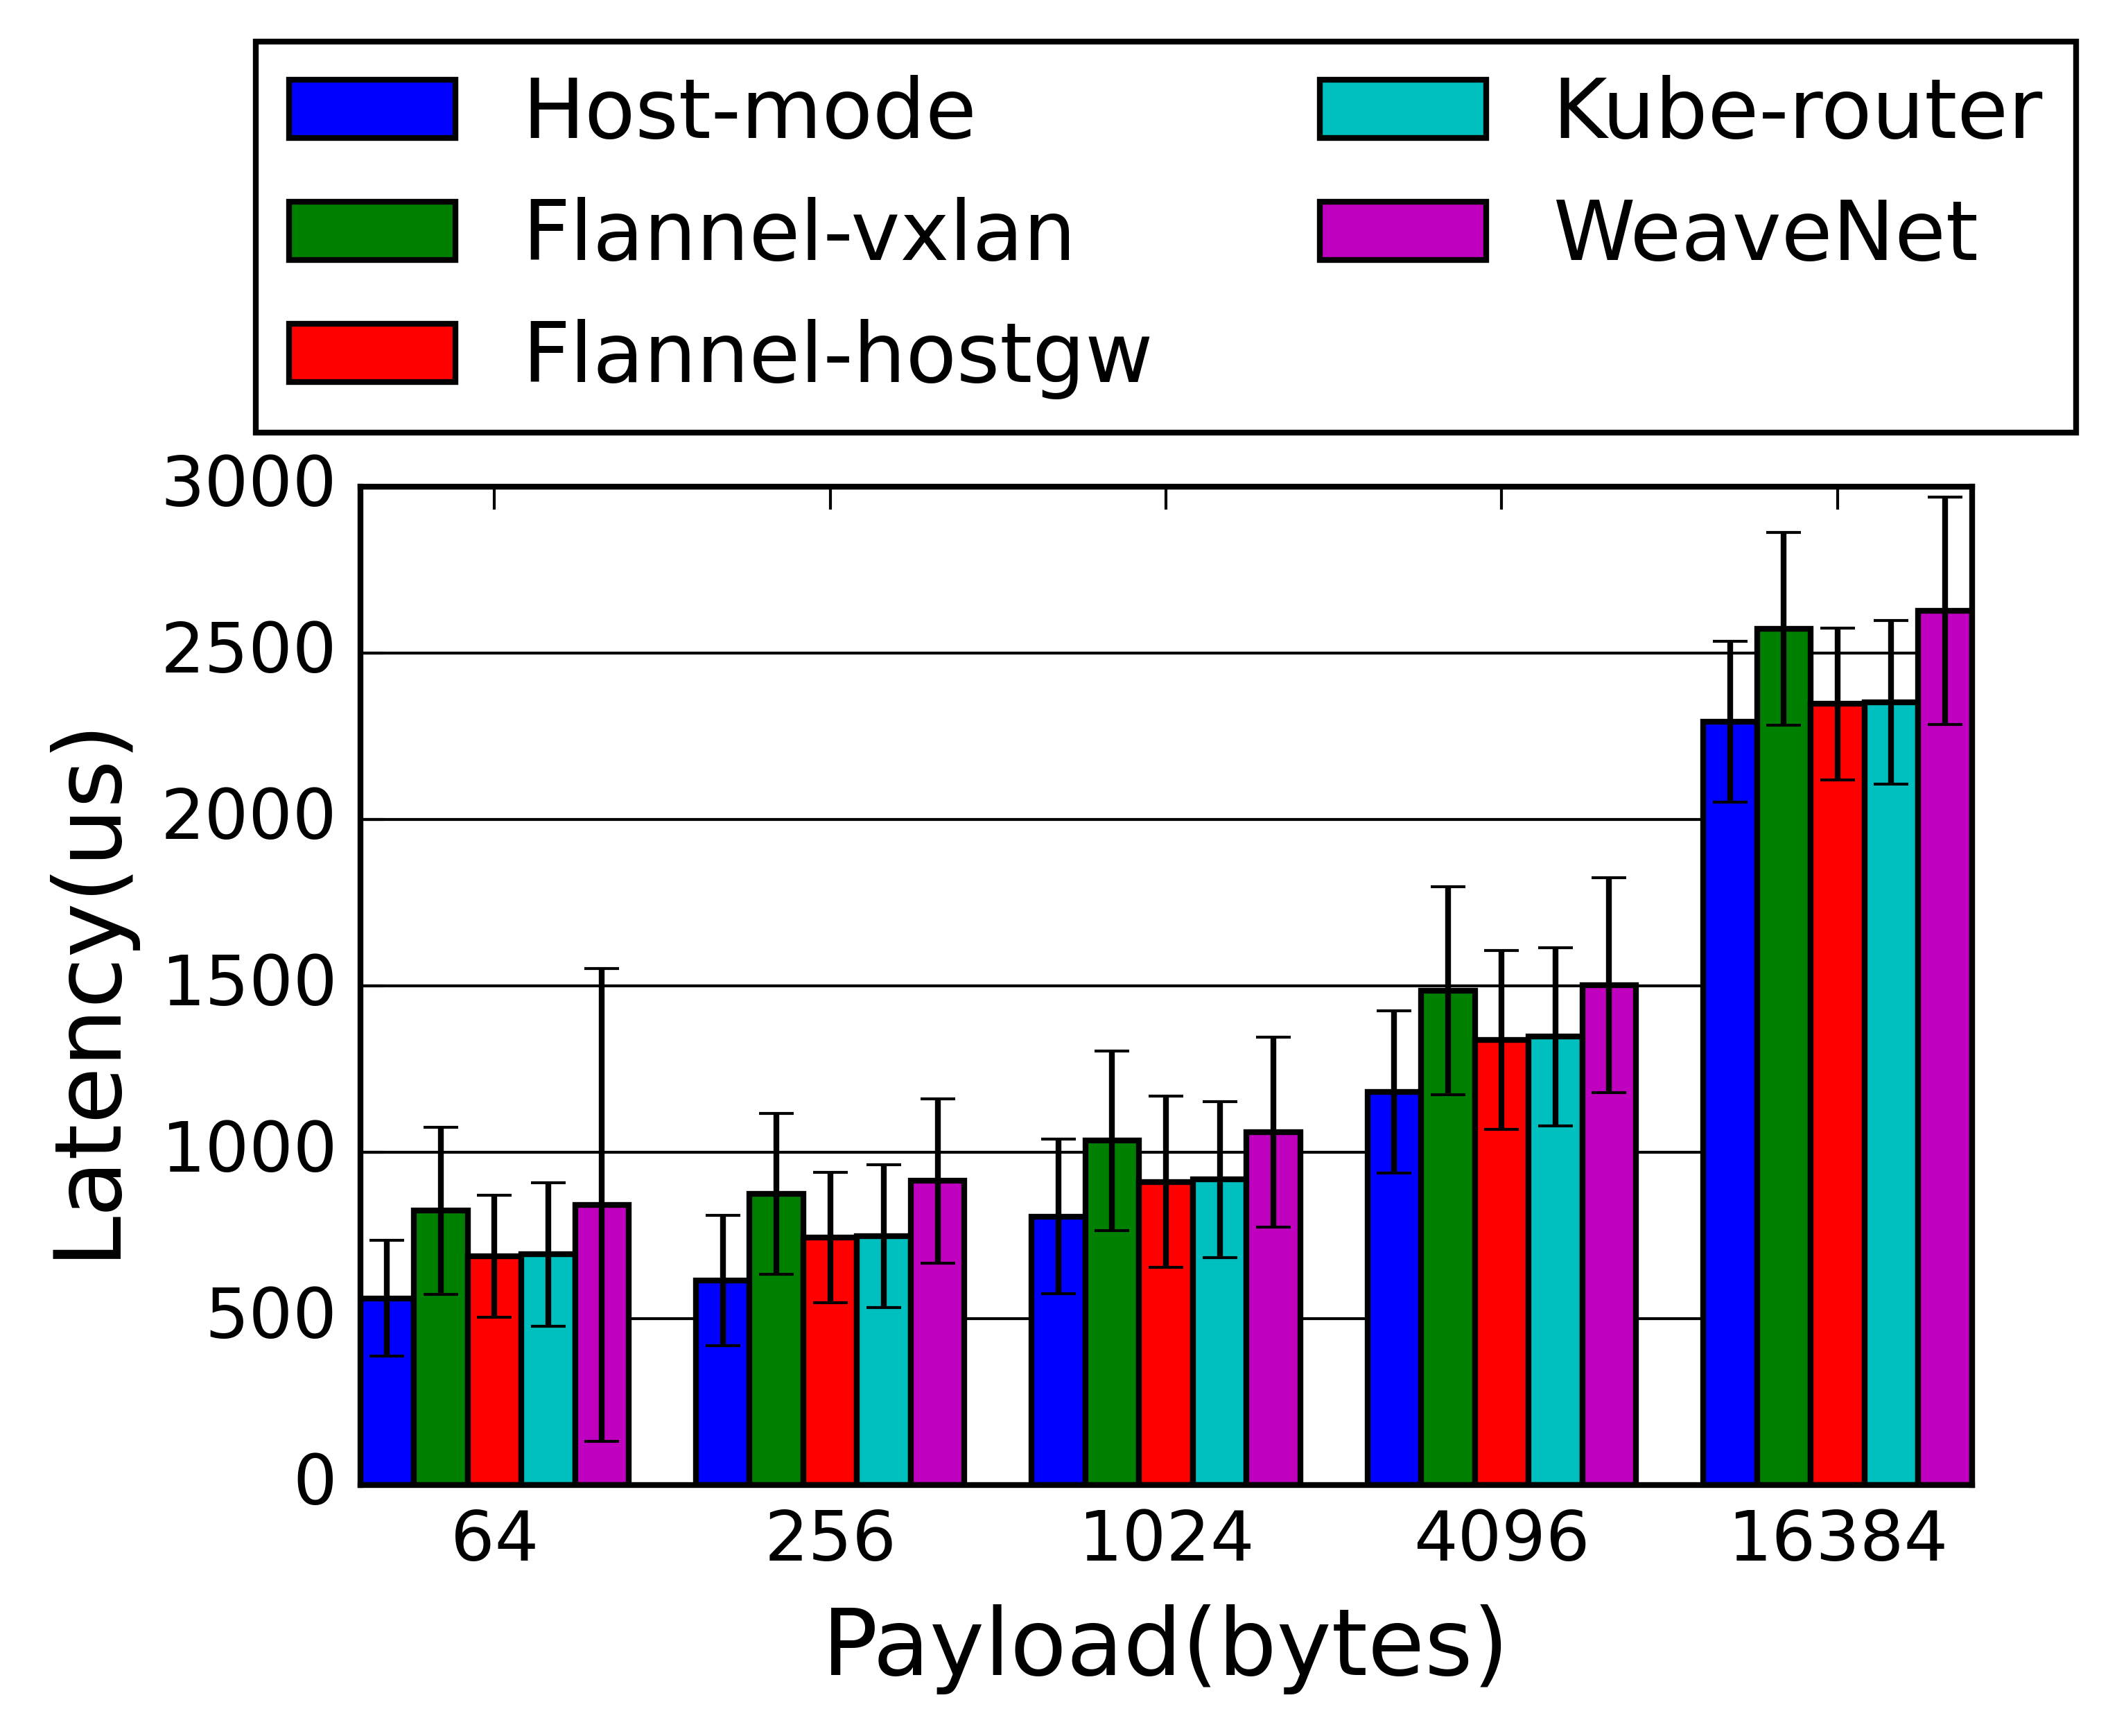 Host-mode
Flannel-vxlan
Flannel-hostgw
Kube-router
WeaveNet
3000
2500
2000
1500
1000
500
0
Latency(us)
64 256 1024 4096 16384
Payload(bytes)